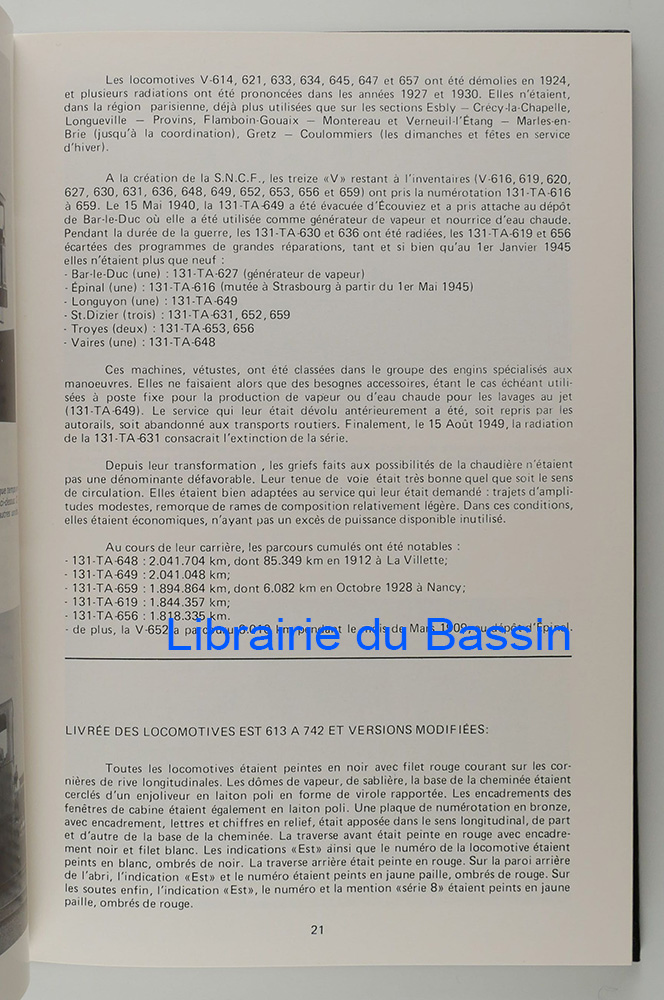 Les locomotives V-614, 621, 633, 634, 645, 647 et 657 ont été démolies en 1924,
et plusieurs radiations ont été prononcées dans les années 1927 et 1930. Elles n'étaient,
dans la région parisienne, déjà plus utilisées que sur les sections Esbly — Crécy-la-Chapelle,
Longueville — Provins, Flamboin-Gouaix — Montereau et Verneuil-l'Étang — Marles-en-
Brie (jusqu'à la coordination), Gretz — Coulommiers (les dimanches et fêtes en service
d'hiver).
A la création de la S.N.C.F., les treize «V» restant à l'inventaires (V-616, 619, 620,
627, 630, 631, 636, 648, 649, 652, 653, 656 et 659) ont pris la numérotation 131-TA-616
à 659. Le 15 Mai 1940, la 131-TA-649 a été évacuée d'Écouviez et a pris attache au dépôt
de Bar-le-Duc où elle a été utilisée comme générateur de vapeur et nourrice d'eau chaude.
Pendant la durée de la guerre, les 131-TA-630 et 636 ont été radiées, les 131-TA-619 et 656
écartées des programmes de grandes réparations, tant et si bien qu'au 1er Janvier 1945
elles n'étaient plus que neuf :
- Bar-le-Duc (une) : 131-TA-627 (générateur de vapeur)
- Épinal (une) : 131-TA-616 (mutée à Strasbourg à partir du 1er Mai 1945)
- Longuyon (une) : 131-TA-649
- St.Dizier (trois) : 131-TA-631, 652, 659
- Troyes (deux) : 131-TA-653, 656
- Vaires (une) : 131-TA-648
Ces machines, vétustes, ont été classées dans le groupe des engins spécialisés aux
manoeuvres. Elles ne faisaient alors que des besognes accessoires, étant le cas échéant utili-
sées à poste fixe pour la production de vapeur ou d'eau chaude pour les lavages au jet
(131-TA-649). Le service qui leur était dévolu antérieurement a été, soit repris par les
autorails, soit abandonné aux transports routiers. Finalement, le 15 Août 1949, la radiation
de la 131-TA-631 consacrait l'extinction de la série.
Depuis leur transformation , les griefs faits aux possibilités de la chaudière n'étaient
pas une dénominante défavorable. Leur tenue de voie était très bonne quel que soit le sens
de circulation. Elles étaient bien adaptées au service qui leur était demandé : trajets d'ampli-
tudes modestes, remorque de rames de composition relativement légère. Dans ces conditions,
elles étaient économiques, n'ayant pas un excès de puissance disponible inutilisé.
Au cours de leur carrière, les parcours cumulés ont été notables :
- 131-TA-648 : 2.041.704 km, dont 85.349 km en 1912 à La Villette;
- 131-TA-649 : 2.041.048 km;
- 131-TA-659 : 1.894.864 km, dont 6.082 km en Octobre 1928 à Nancy;
- 131-TA-619 : 1.844.357 km;
- 131-TA-656 : 1.818.335 km.
- de plus, la V-652 a parcouru km pendant le mois de Mars 1909, au dépôt d'Épinal.
Librairie du Bassin
LIVRÉE DES LOCOMOTIVES EST 613 A 742 ET VERSIONS MODIFIÉES:
Toutes les locomotives étaient peintes en noir avec filet rouge courant sur les cor-
nières de rive longitudinales. Les dômes de vapeur, de sablière, la base de la cheminée étaient
cerclés d'un enjoliveur en laiton poli en forme de virole rapportée. Les encadrements des
fenêtres de cabine étaient également en laiton poli. Une plaque de numérotation en bronze,
avec encadrement, lettres et chiffres en relief, était apposée dans le sens longitudinal, de part
et d'autre de la base de la cheminée. La traverse avant était peinte en rouge avec encadre-
ment noir et filet blanc. Les indications «Est» ainsi que le numéro de la locomotive étaient
peints en blanc, ombrés de noir. La traverse arrière était peinte en rouge. Sur la paroi arrière
de l'abri, l'indication «Est» et le numéro étaient peints en jaune paille, ombrés de rouge. Sur
les soutes enfin, l'indication «Est», le numéro et la mention «série 8» étaient peints en jaune
paille, ombrés de rouge.
21